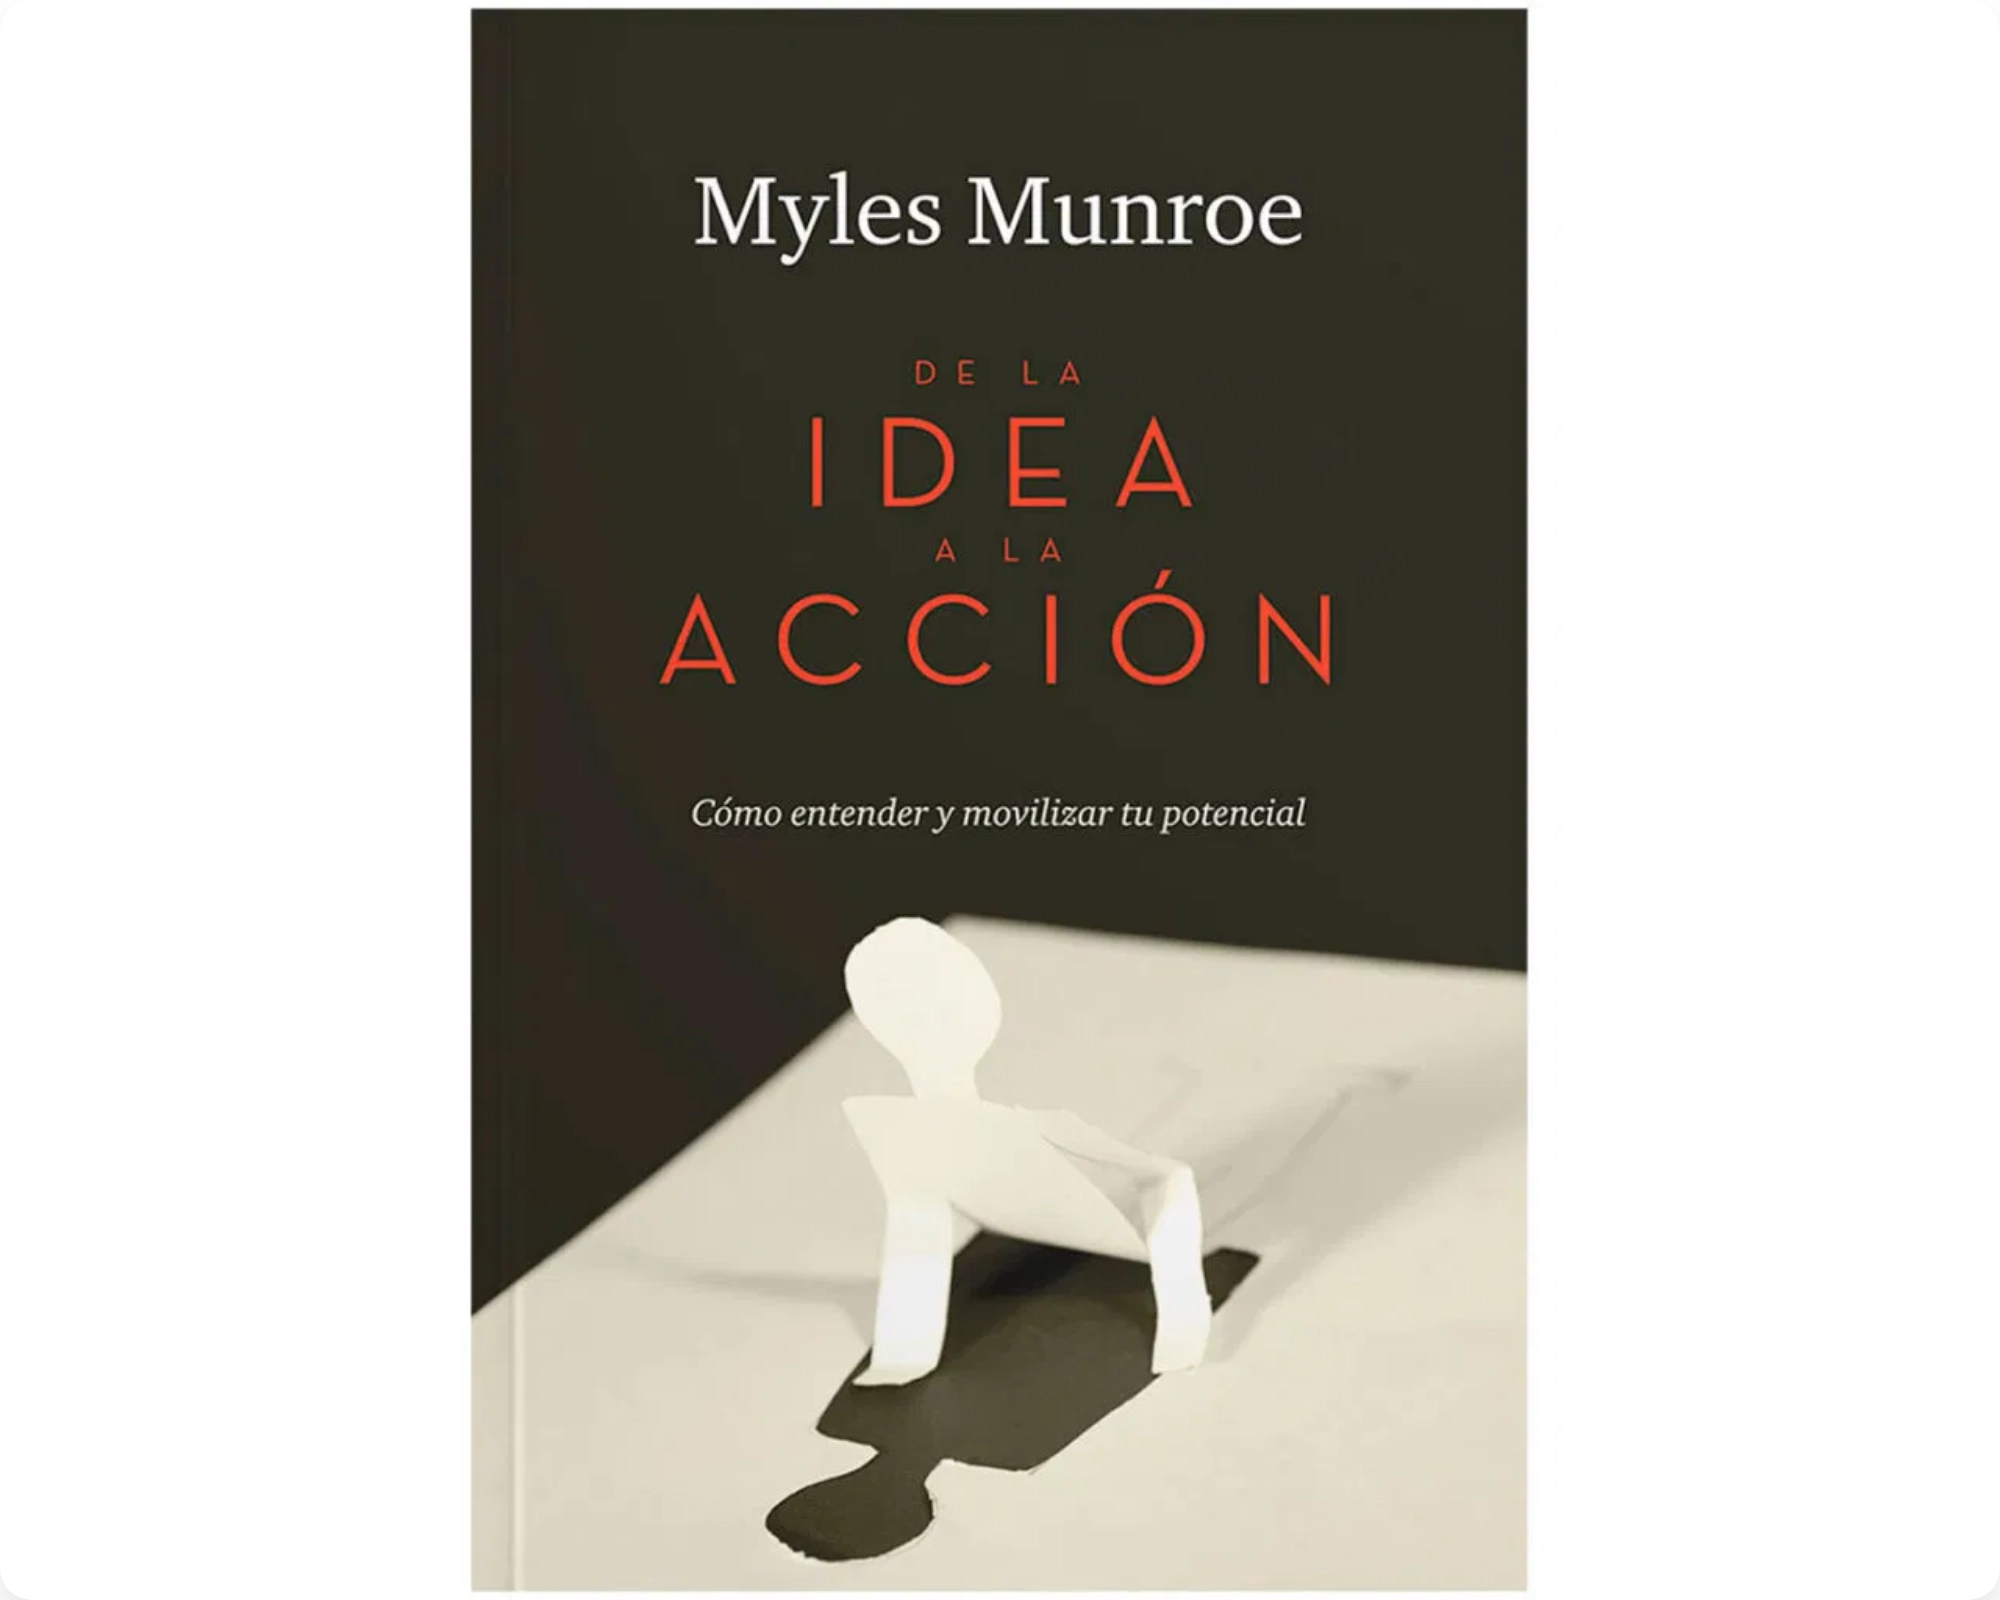 Myles Munroe
DE LA
IDEA
A LA
ACCIÓN
Cómo entender y movilizar tu potencial